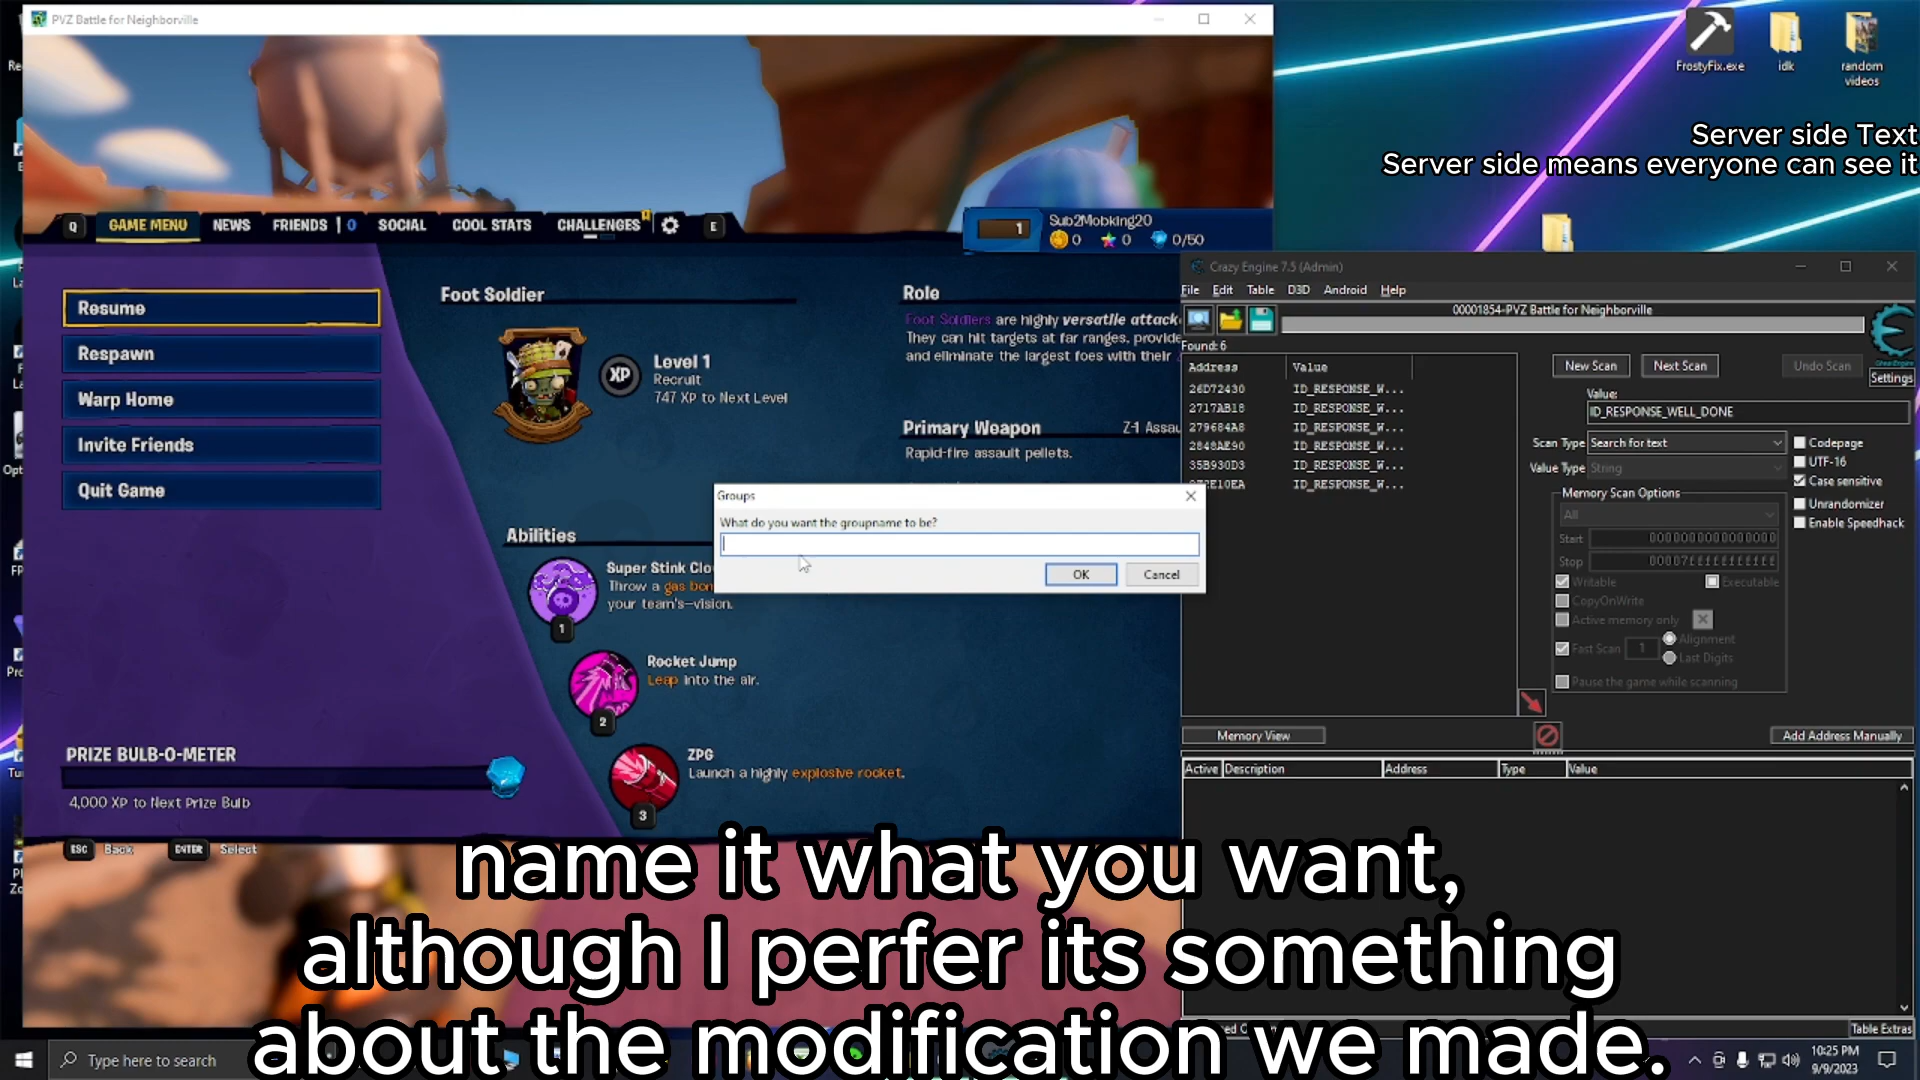 PVZ Battle for Neighborville
FrostyFix.exe
idk
random
videos
Server side Text
Server side means everyone can see it
Q
GAME MENU
NEWS
FRIENDS | 0
SOCIAL
COOL STATS
CHALLENGES
E
1
Sub2Mobking20
0
0
0/50
Resume
Respawn
Warp Home
Invite Friends
Quit Game
Foot Soldier
XP
Level 1
Recruit
747 XP to Next Level
Role
Foot Soldiers are highly versatile attack
They can hit targets at far ranges, provide
and eliminate the largest foes with their
Primary Weapon
Z-1 Assau
Rapid-fire assault pellets.
Abilities
Super Stink Clo
Throw a gas bon
your team's-vision.
1
Rocket Jump
Leap into the air.
2
ZPG
Launch a highly explosive rocket.
3
PRIZE BULB-O-METER
4,000 XP to Next Prize Bulb
ESC Back
ENTER Select
Groups
What do you want the groupname to be?
OK
Cancel
Crazy Engine 7.5 (Admin)
File Edit Table D3D Android Help
00001854-PVZ Battle for Neighborville
Found: 6
Address Value
26D72430 ID_RESPONSE_W...
2717AB18 ID_RESPONSE_W...
279684A8 ID_RESPONSE_W...
2848AE90 ID_RESPONSE_W...
35B930D3 ID_RESPONSE_W...
ID_RESPONSE_W...
New Scan
Next Scan
Undo Scan
Settings
Value:
ID_RESPONSE_WELL_DONE
Scan Type Search for text
Value Type String
Codepage
UTF-16
Case sensitive
Unrandomizer
Enable Speedhack
Memory Scan Options
All
Start 0000000000000000
Stop 00007fffffffffff
Writable
Executable
CopyOnWrite
Active memory only
Fast Scan 1
Alignment
Last Digits
Pause the game while scanning
Memory View
Add Address Manually
Active Description Address Type Value
Table Extras
name it what you want,
although I perfer its something
about the modification we made.
Type here to search
10:25 PM
9/9/2023